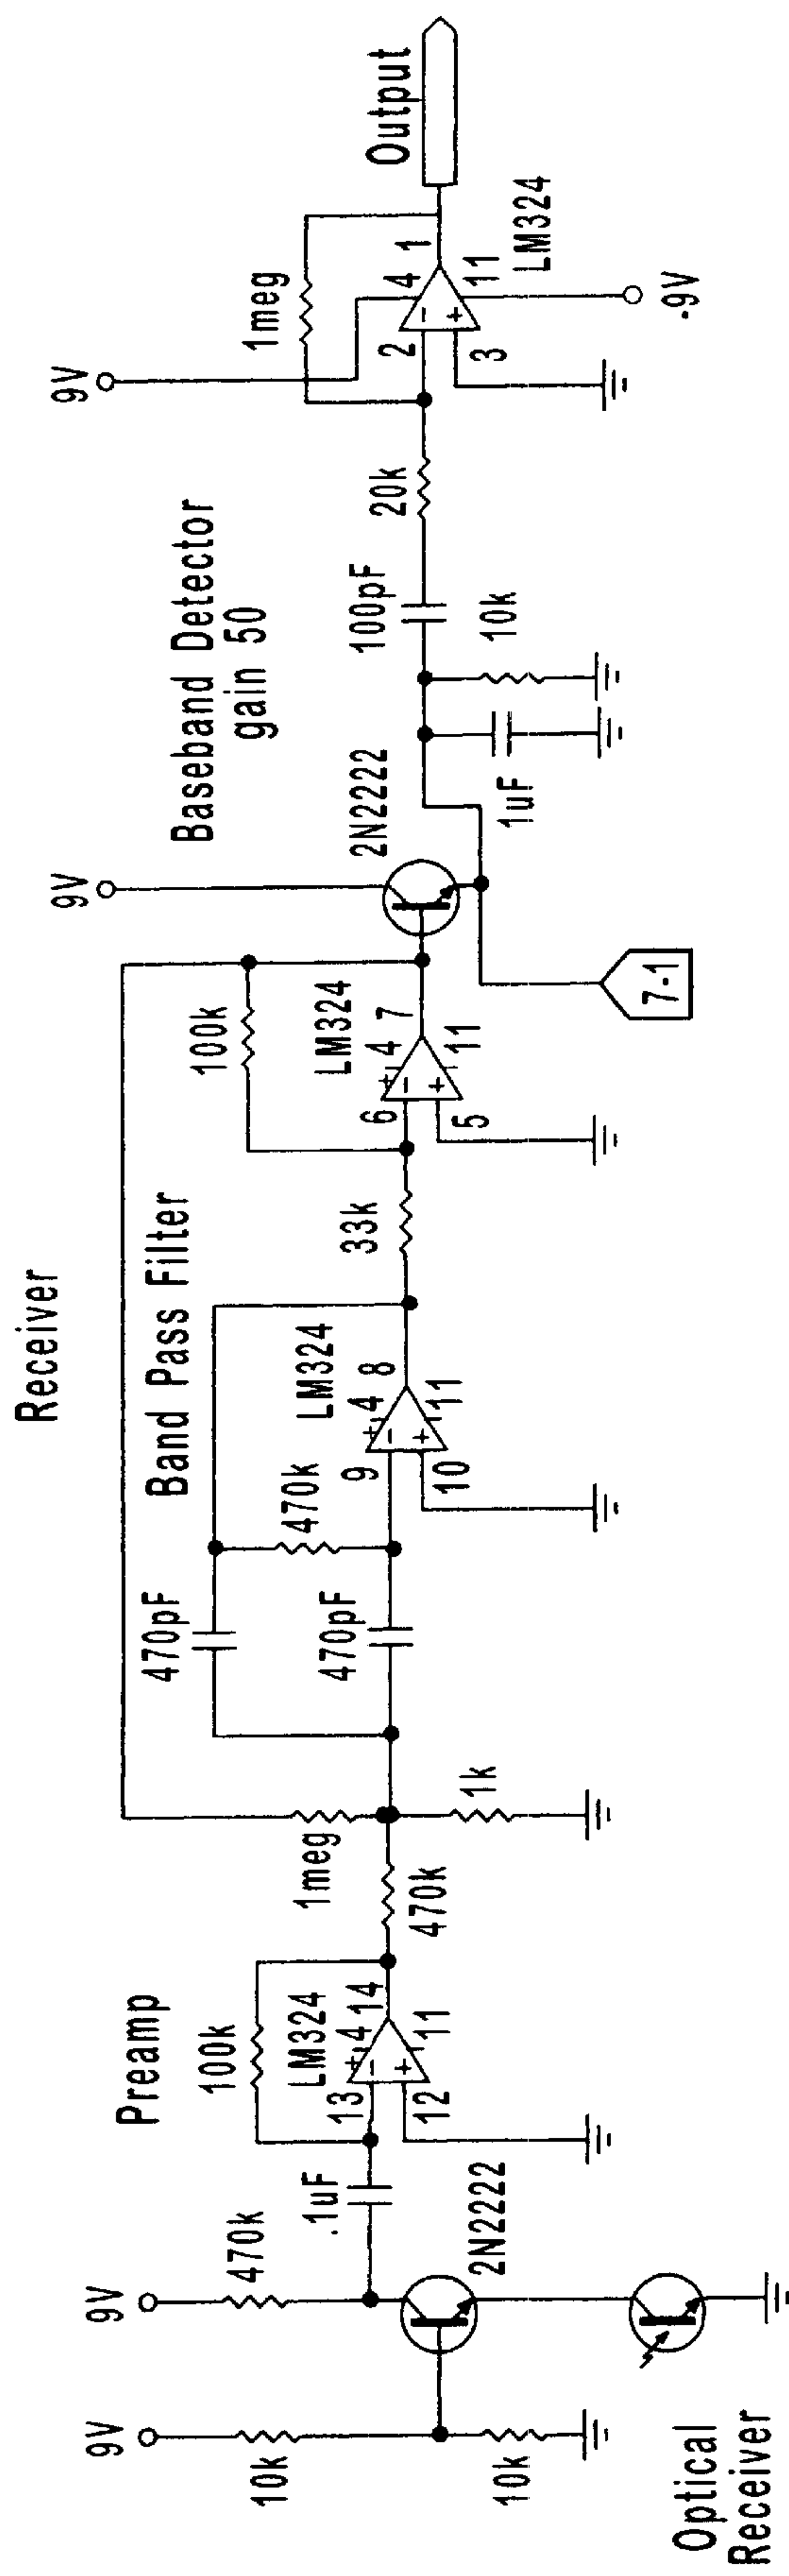 Receiver
Optical
Receiver
9V
10k
10k
9V
470k
2N2222
.1uF
Preamp
100k
LM324
13
12
4
14
11
+
-
+
470k
1meg
1k
Band Pass Filter
470pF
470pF
470k
LM324
9
10
4
8
11
+
-
+
33k
100k
LM324
6
5
4
7
11
+
-
+
9V
2N2222
7-1
Baseband Detector
gain 50
1uF
10k
100pF
20k
9V
1meg
2
3
4
1
11
-
+
LM324
-9V
Output